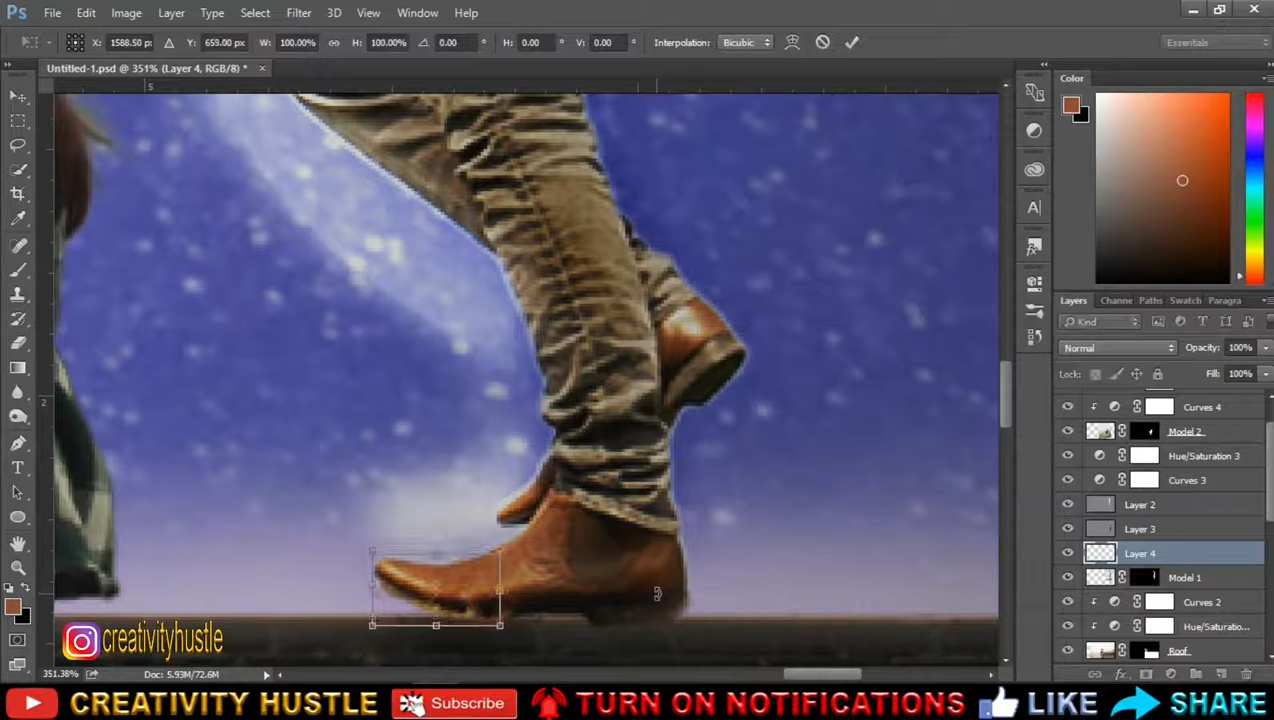 Ps File Edit Image Layer Type Select Filter 3D View Window Help
X: 1588.50 px Y: 659.00 px W: 100.00% H: 100.00% 0.00 ° H: 0.00 ° V: 0.00 ° Interpolation: Bicubic Essentials
Untitled-1.psd @ 351% (Layer 4, RGB/8) * ×
5
2
Color
Layers Channe Paths Swatch Paragra
Kind
Normal Opacity: 100%
Lock: Fill: 100%
Curves 4
Model 2
Hue/Saturation 3
Curves 3
Layer 2
Layer 3
Layer 4
Model 1
Curves 2
Hue/Saturatio...
Roof
creativityhustle
351.38% Doc: 5.93M/72.6M
CREATIVITY HUSTLE Subscribe TURN ON NOTIFICATIONS LIKE SHARE